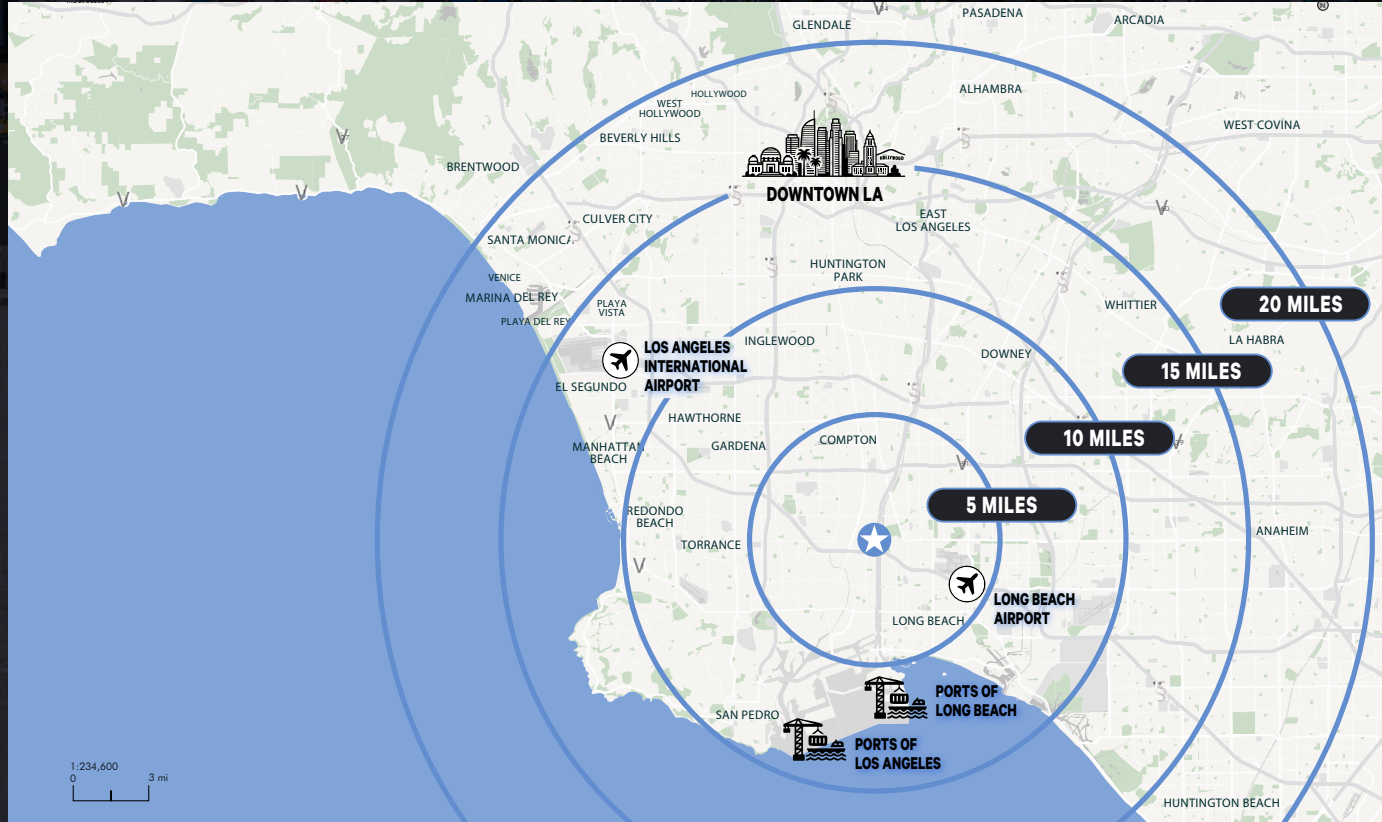 GLENDALE
PASADENA
ARCADIA
N
HOLLYWOOD
WEST
HOLLYWOOD
ALHAMBRA
BEVERLY HILLS
WEST COVINA
BRENTWOOD
HOLLYWOOD
DOWNTOWN LA
CULVER CITY
EAST
LOS ANGELES
SANTA MONICA
HUNTINGTON
PARK
VENICE
MARINA DEL REY
PLAYA
VISTA
PLAYA DEL REY
WHITTIER
20 MILES
LA HABRA
LOS ANGELES
INTERNATIONAL
AIRPORT
INGLEWOOD
DOWNEY
15 MILES
EL SEGUNDO
HAWTHORNE
GARDENA
COMPTON
10 MILES
MANHATTAN
BEACH
5 MILES
REDONDO
BEACH
TORRANCE
ANAHEIM
LONG BEACH
AIRPORT
LONG BEACH
PORTS OF
LONG BEACH
SAN PEDRO
PORTS OF
LOS ANGELES
1:234,600
0 3 mi
HUNTINGTON BEACH